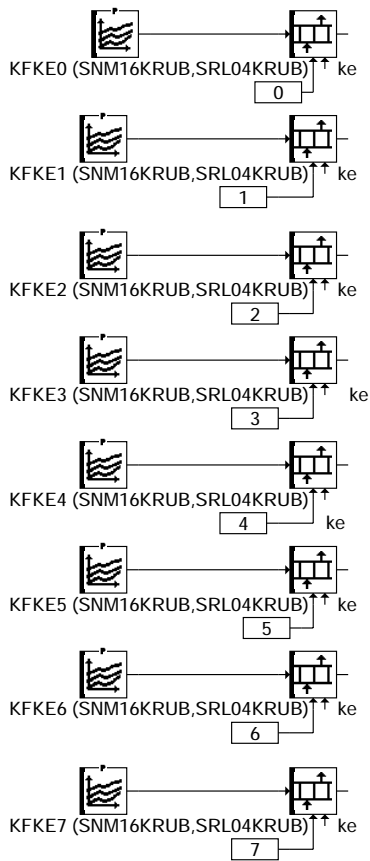 P
KFKE0 (SNM16KRUB,SRL04KRUB) ke
0
P
KFKE1 (SNM16KRUB,SRL04KRUB) ke
1
P
KFKE2 (SNM16KRUB,SRL04KRUB) ke
2
P
KFKE3 (SNM16KRUB,SRL04KRUB) ke
3
P
KFKE4 (SNM16KRUB,SRL04KRUB)
4 ke
P
KFKE5 (SNM16KRUB,SRL04KRUB) ke
5
P
KFKE6 (SNM16KRUB,SRL04KRUB) ke
6
P
KFKE7 (SNM16KRUB,SRL04KRUB) ke
7